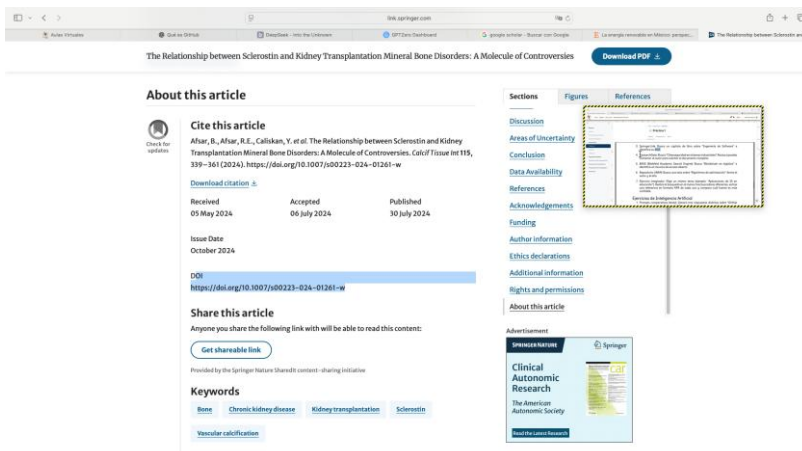 link.springer.com
Aulas Virtuales
Qué es GitHub
DeepSeek - Into the Unknown
GPTZero Dashboard
google scholar - Buscar con Google
La energía renovable en México: perspec...
The Relationship between Sclerostin an
The Relationship between Sclerostin and Kidney Transplantation Mineral Bone Disorders: A Molecule of Controversies
Download PDF
About this article
Check for
updates
Cite this article
Afsar, B., Afsar, R.E., Caliskan, Y. et al. The Relationship between Sclerostin and Kidney
Transplantation Mineral Bone Disorders: A Molecule of Controversies. Calcif Tissue Int 115,
339–361 (2024). https://doi.org/10.1007/s00223-024-01261-w
Download citation
Received
Accepted
Published
05 May 2024
06 July 2024
30 July 2024
Issue Date
October 2024
DOI
https://doi.org/10.1007/s00223-024-01261-w
Share this article
Anyone you share the following link with will be able to read this content:
Get shareable link
Provided by the Springer Nature SharedIt content-sharing initiative
Keywords
Bone
Chronic kidney disease
Kidney transplantation
Sclerostin
Vascular calcification
Sections
Figures
References
Discussion
Areas of Uncertainty
Conclusion
Data Availability
References
Acknowledgements
Funding
Author information
Ethics declarations
Additional information
Rights and permissions
About this article
Advertisement
SPRINGER NATURE
Springer
Clinical
Autonomic
Research
The American
Autonomic Society
Read the Latest Research
car